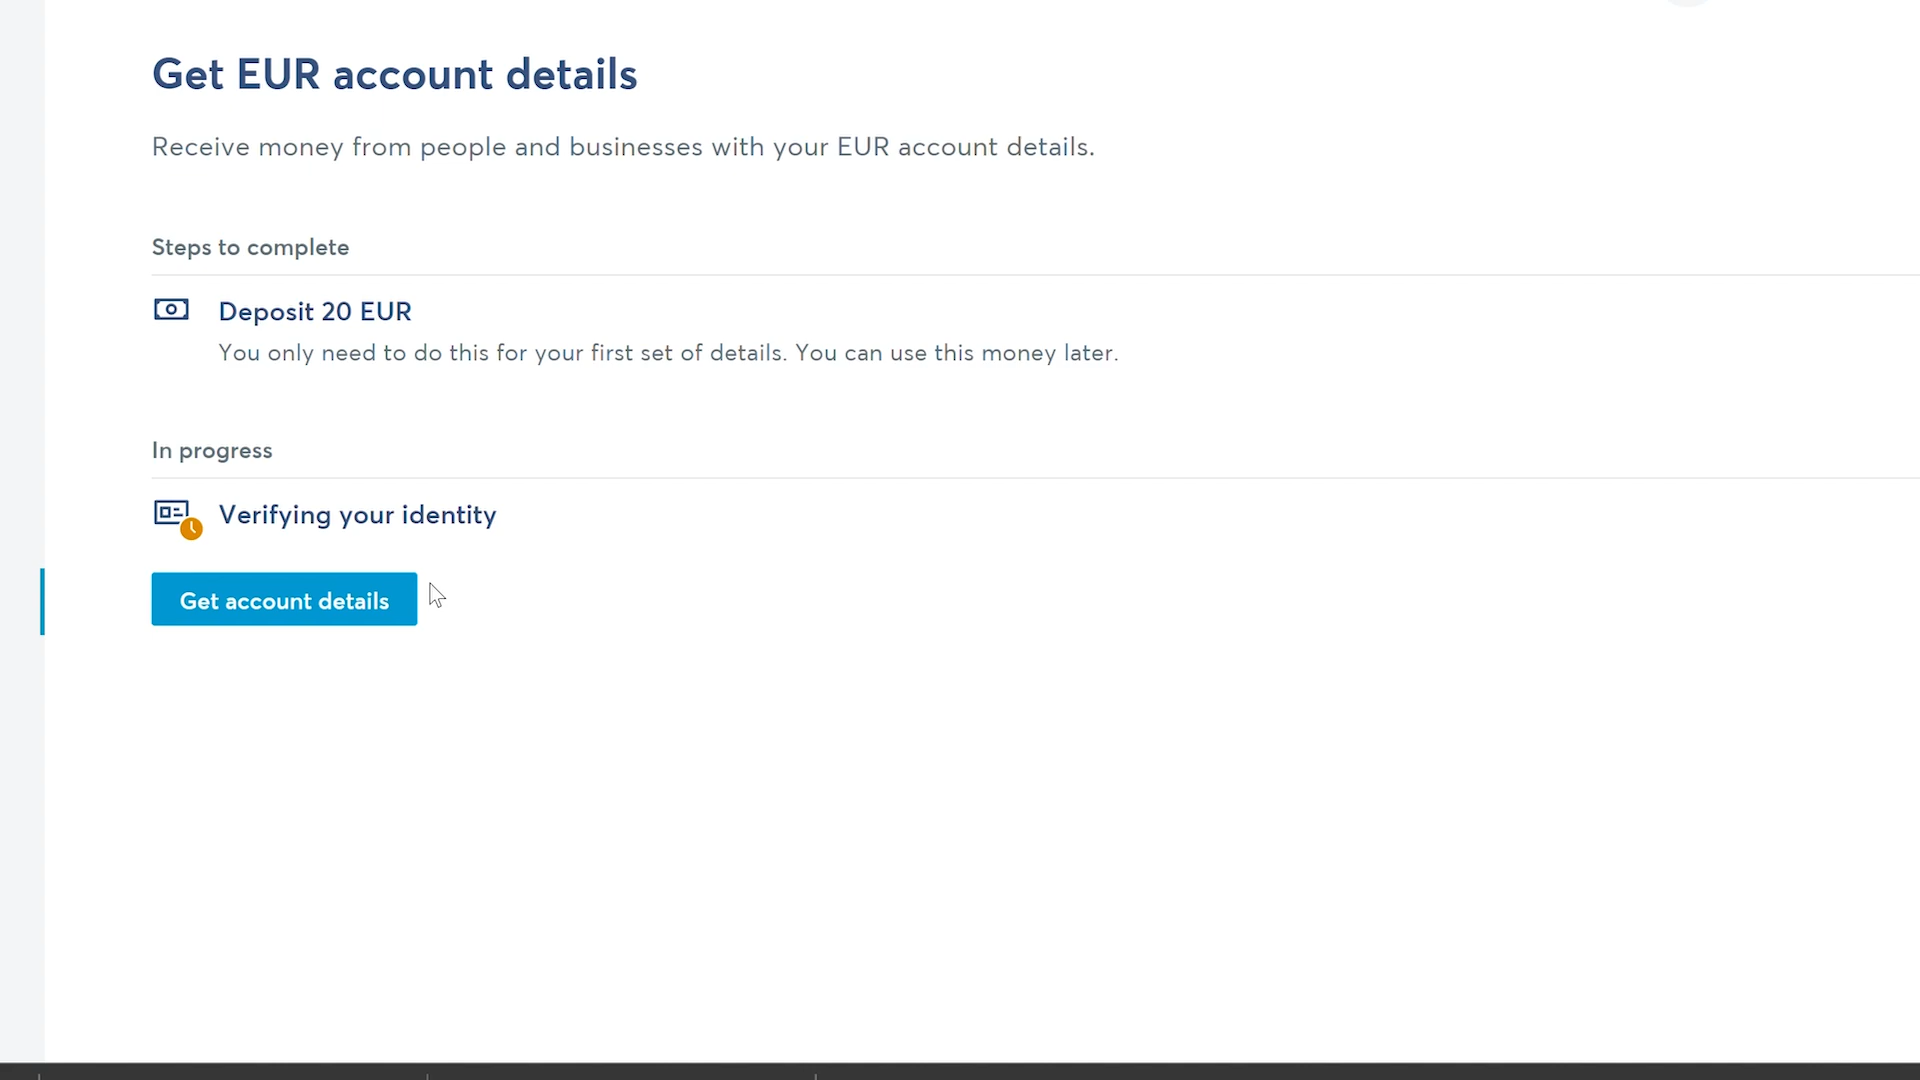 Get EUR account details
Receive money from people and businesses with your EUR account details.
Steps to complete
Deposit 20 EUR
You only need to do this for your first set of details. You can use this money later.
In progress
Verifying your identity
Get account details